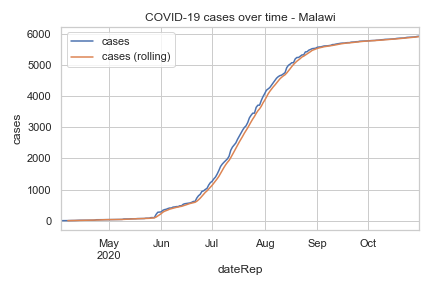 COVID-19 cases over time - Malawi
cases
cases (rolling)
6000
5000
4000
3000
2000
1000
0
cases
May Jun Jul Aug Sep Oct
2020
dateRep